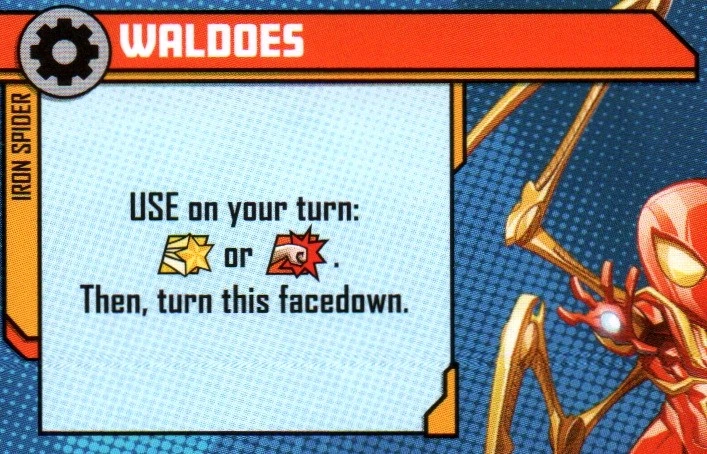 WALDOES
IRON SPIDER
USE on your turn:
or .
Then, turn this facedown.